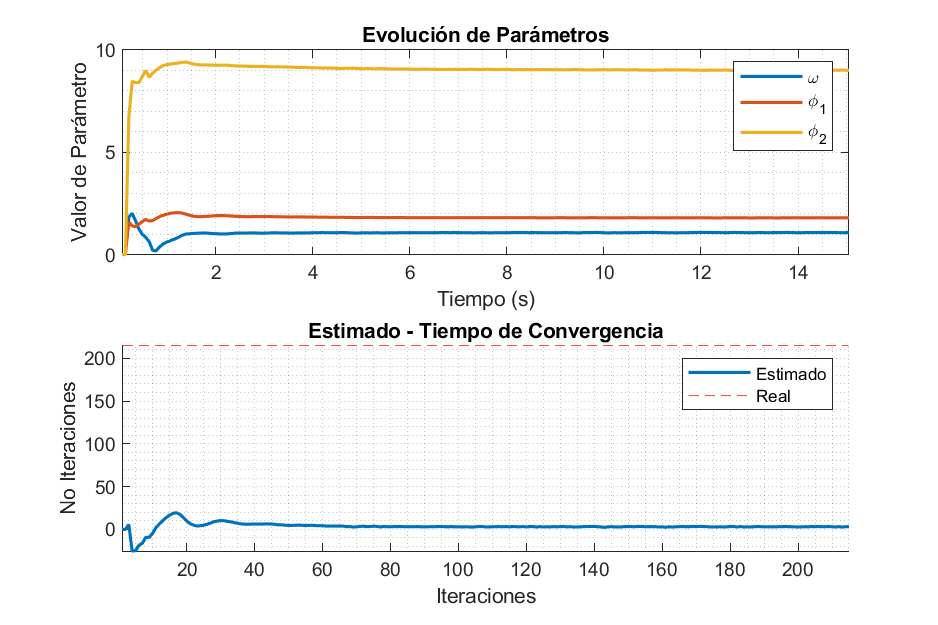 Evolución de Parámetros
Valor de Parámetro
10
5
0
ω
ϕ1
ϕ2
2 4 6 8 10 12 14
Tiempo (s)
Estimado - Tiempo de Convergencia
No Iteraciones
200
150
100
50
0
Estimado
Real
20 40 60 80 100 120 140 160 180 200
Iteraciones